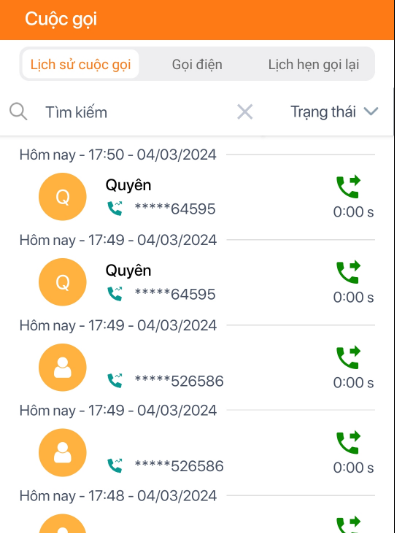 Cuộc gọi
Lịch sử cuộc gọi Gọi điện Lịch hẹn gọi lại
Tìm kiếm Trạng thái
Hôm nay - 17:50 - 04/03/2024
Q Quyên
*****64595 0:00 s
Hôm nay - 17:49 - 04/03/2024
Q Quyên
*****64595 0:00 s
Hôm nay - 17:49 - 04/03/2024
*****526586 0:00 s
Hôm nay - 17:49 - 04/03/2024
*****526586 0:00 s
Hôm nay - 17:48 - 04/03/2024